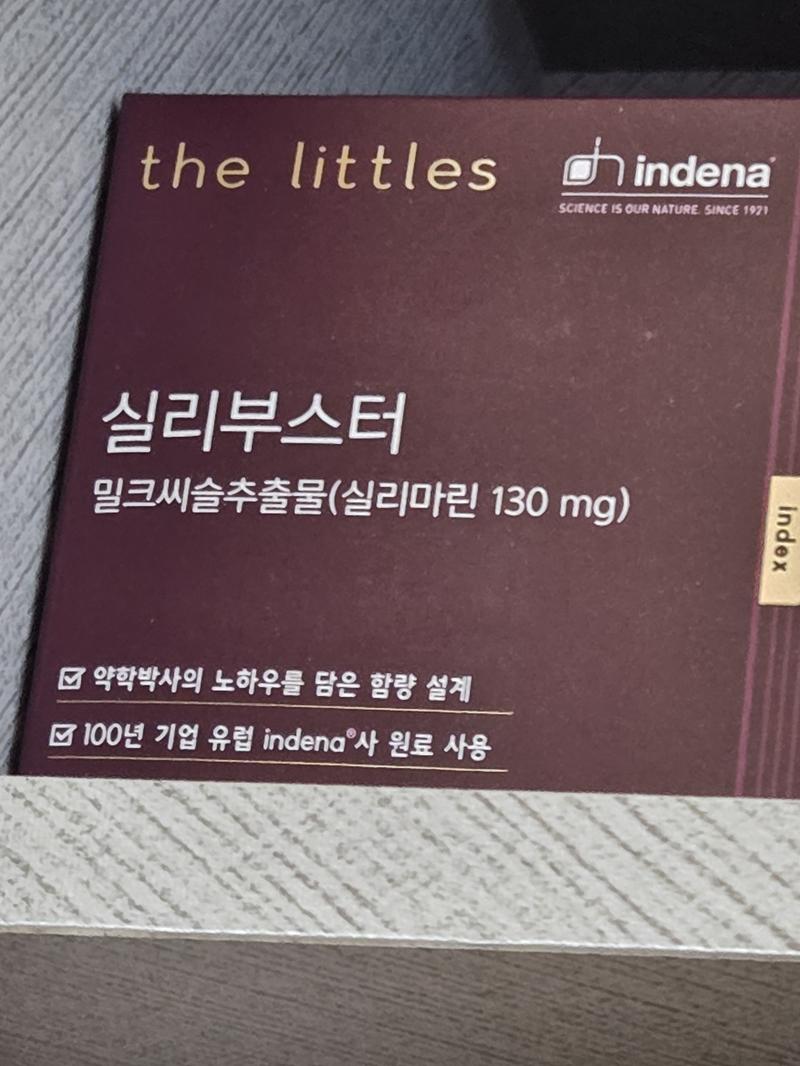 the littles
indena
SCIENCE IS OUR NATURE. SINCE 1921
실리부스터
밀크씨슬추출물(실리마린 130 mg)
index
약학박사의 노하우를 담은 함량 설계
100년 기업 유럽 indena®사 원료 사용